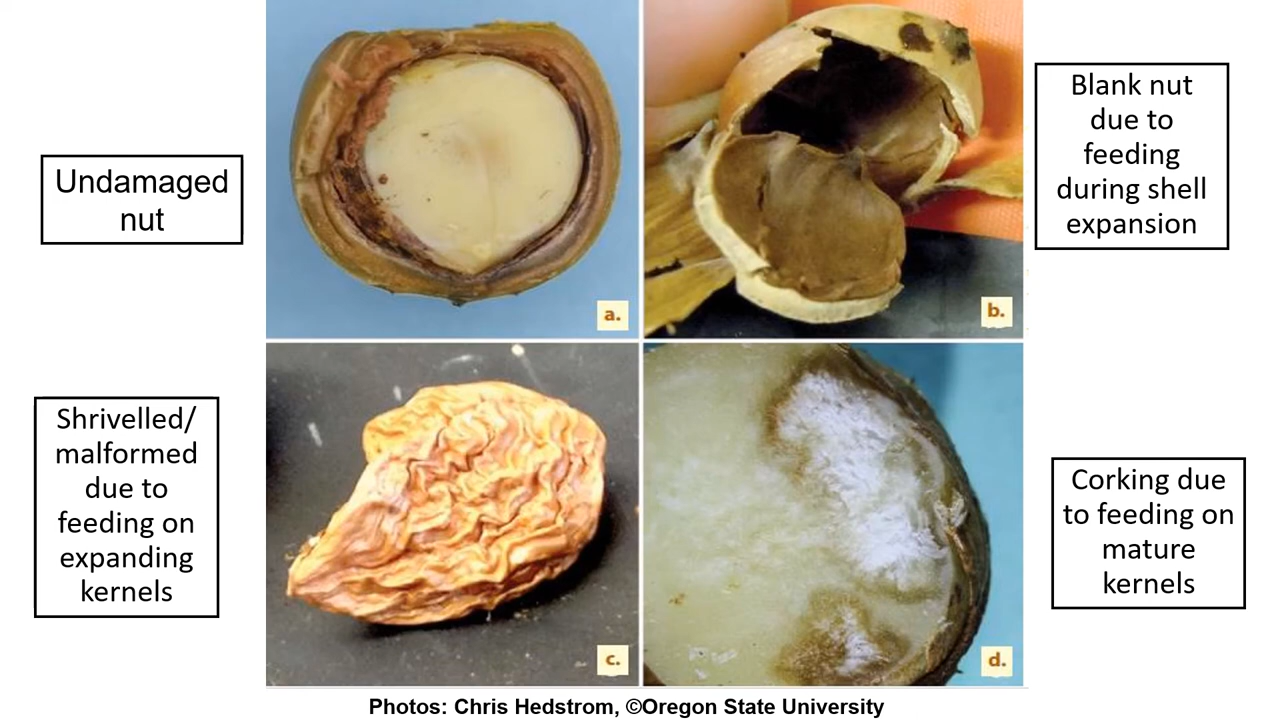 Undamaged
nut
a.
Blank nut
due to
feeding
during shell
expansion
b.
Shrivelled/
malformed
due to
feeding on
expanding
kernels
c.
Corking due
to feeding on
mature
kernels
d.
Photos: Chris Hedstrom, ©Oregon State University